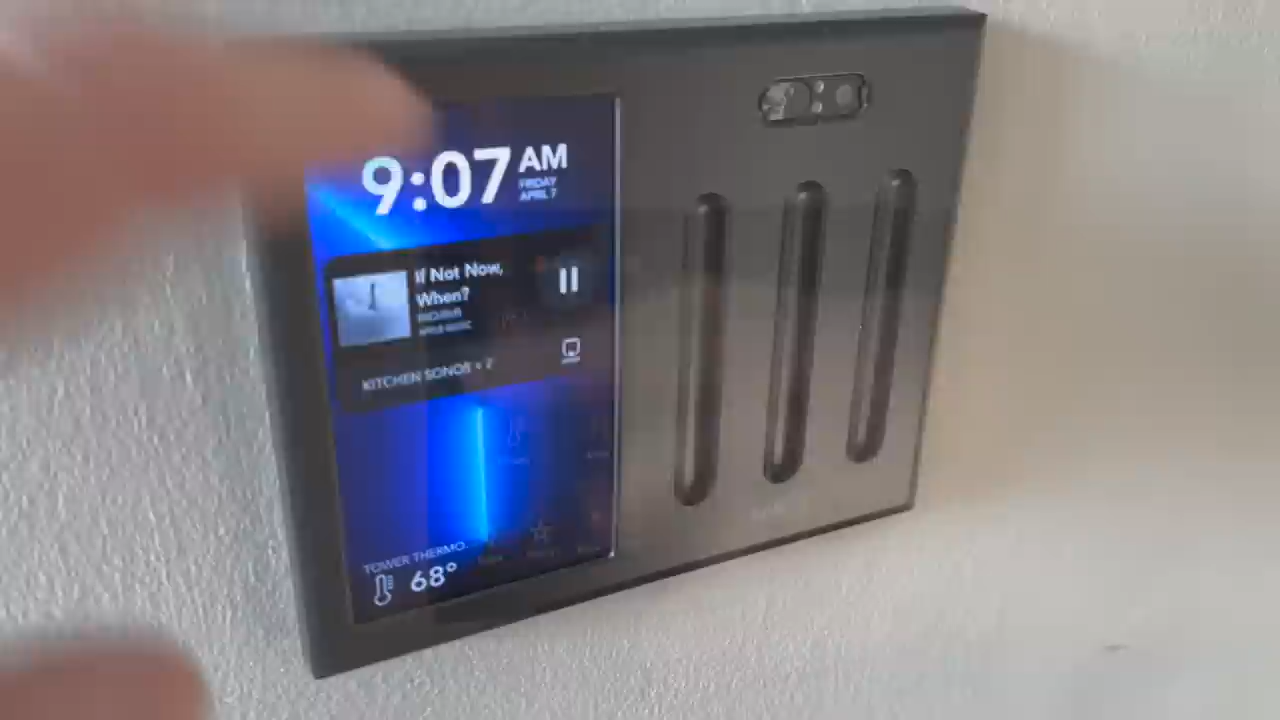 9:07 AM
FRIDAY
APRIL 7
If Not Now,
When?
KITCHEN SONOS + 2
TOWER THERMO.
68°